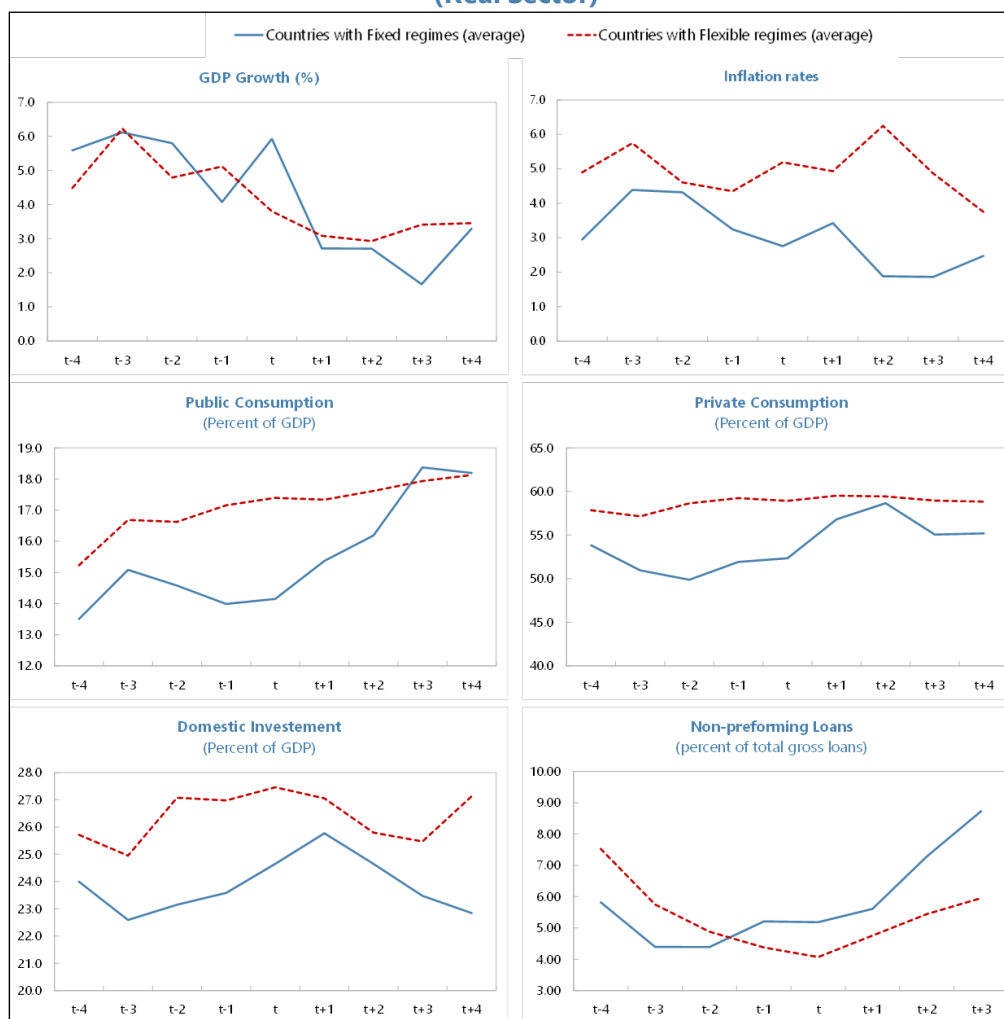 (Real Sector)
Countries with Fixed regimes (average) Countries with Flexible regimes (average)
GDP Growth (%)
7.0
6.0
5.0
4.0
3.0
2.0
1.0
0.0
t-4 t-3 t-2 t-1 t t+1 t+2 t+3 t+4
Inflation rates
7.0
6.0
5.0
4.0
3.0
2.0
1.0
0.0
t-4 t-3 t-2 t-1 t t+1 t+2 t+3 t+4
Public Consumption
(Percent of GDP)
19.0
18.0
17.0
16.0
15.0
14.0
13.0
12.0
t-4 t-3 t-2 t-1 t t+1 t+2 t+3 t+4
Private Consumption
(Percent of GDP)
65.0
60.0
55.0
50.0
45.0
40.0
t-4 t-3 t-2 t-1 t t+1 t+2 t+3 t+4
Domestic Investement
(Percent of GDP)
28.0
27.0
26.0
25.0
24.0
23.0
22.0
21.0
20.0
t-4 t-3 t-2 t-1 t t+1 t+2 t+3 t+4
Non-preforming Loans
(percent of total gross loans)
10.00
9.00
8.00
7.00
6.00
5.00
4.00
3.00
t-4 t-3 t-2 t-1 t t+1 t+2 t+3